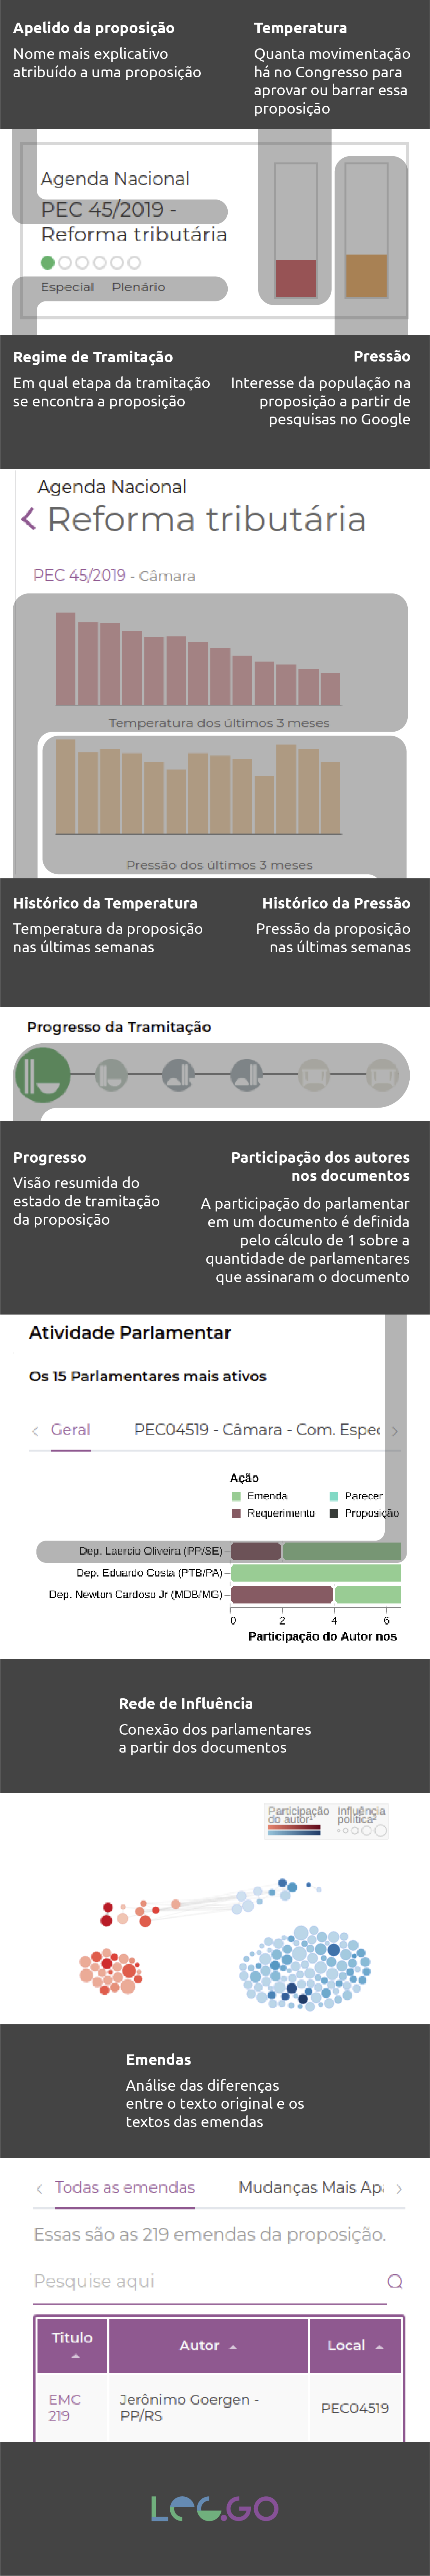 Apelido da proposição
Nome mais explicativo
atribuído a uma proposição
Temperatura
Quanta movimentação
há no Congresso para
aprovar ou barrar essa
proposição
Agenda Nacional
PEC 45/2019 -
Reforma tributária
Especial Plenário
Regime de Tramitação
Em qual etapa da tramitação
se encontra a proposição
Pressão
Interesse da população na
proposição a partir de
pesquisas no Google
Agenda Nacional
Reforma tributária
PEC 45/2019 - Câmara
Temperatura dos últimos 3 meses
Pressão dos últimos 3 meses
Histórico da Temperatura
Temperatura da proposição
nas últimas semanas
Histórico da Pressão
Pressão da proposição
nas últimas semanas
Progresso da Tramitação
Progresso
Visão resumida do
estado de tramitação
da proposição
Participação dos autores
nos documentos
A participação do parlamentar
em um documento é definida
pelo cálculo de 1 sobre a
quantidade de parlamentares
que assinaram o documento
Atividade Parlamentar
Os 15 Parlamentares mais ativos
Geral PEC04519 - Câmara - Com. Espec
Ação
Emenda Parecer
Requerimento Proposição
Dep. Laercio Oliveira (PP/SE)
Dep. Eduardo Costa (PTB/PA)
Dep. Newton Cardoso Jr (MDB/MG)
0 2 4 6
Participação do Autor nos
Rede de Influência
Conexão dos parlamentares
a partir dos documentos
Participação
do autor¹
Influência
política²
Emendas
Análise das diferenças
entre o texto original e os
textos das emendas
Todas as emendas Mudanças Mais Apa
Essas são as 219 emendas da proposição.
Pesquise aqui
Título Autor Local
EMC
219
Jerônimo Goergen -
PP/RS
PEC04519
LEG.GO